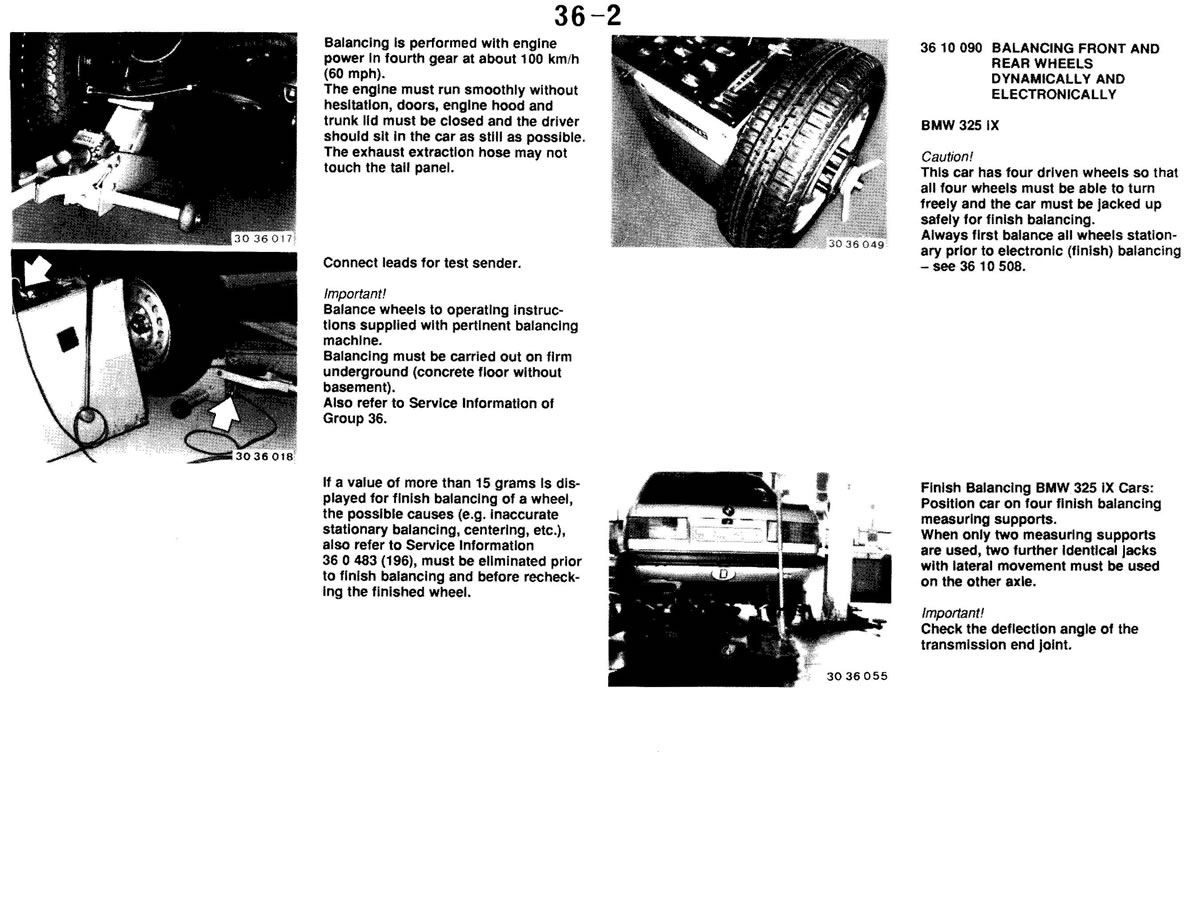 36-2
Balancing is performed with engine
power in fourth gear at about 100 km/h
(60 mph).
The engine must run smoothly without
hesitation, doors, engine hood and
trunk lid must be closed and the driver
should sit in the car as still as possible.
The exhaust extraction hose may not
touch the tail panel.
30 36 017
Connect leads for test sender.
Important!
Balance wheels to operating instruc-
tions supplied with pertinent balancing
machine.
Balancing must be carried out on firm
underground (concrete floor without
basement).
Also refer to Service Information of
Group 36.
30 36 018
If a value of more than 15 grams is dis-
played for finish balancing of a wheel,
the possible causes (e.g. inaccurate
stationary balancing, centering, etc.),
also refer to Service Information
36 0 483 (196), must be eliminated prior
to finish balancing and before recheck-
ing the finished wheel.
36 10 090 BALANCING FRONT AND
REAR WHEELS
DYNAMICALLY AND
ELECTRONICALLY
BMW 325 iX
Caution!
This car has four driven wheels so that
all four wheels must be able to turn
freely and the car must be jacked up
safely for finish balancing.
Always first balance all wheels station-
ary prior to electronic (finish) balancing
– see 36 10 508.
30 36 049
Finish Balancing BMW 325 iX Cars:
Position car on four finish balancing
measuring supports.
When only two measuring supports
are used, two further identical jacks
with lateral movement must be used
on the other axle.
Important!
Check the deflection angle of the
transmission end joint.
D
30 36 055